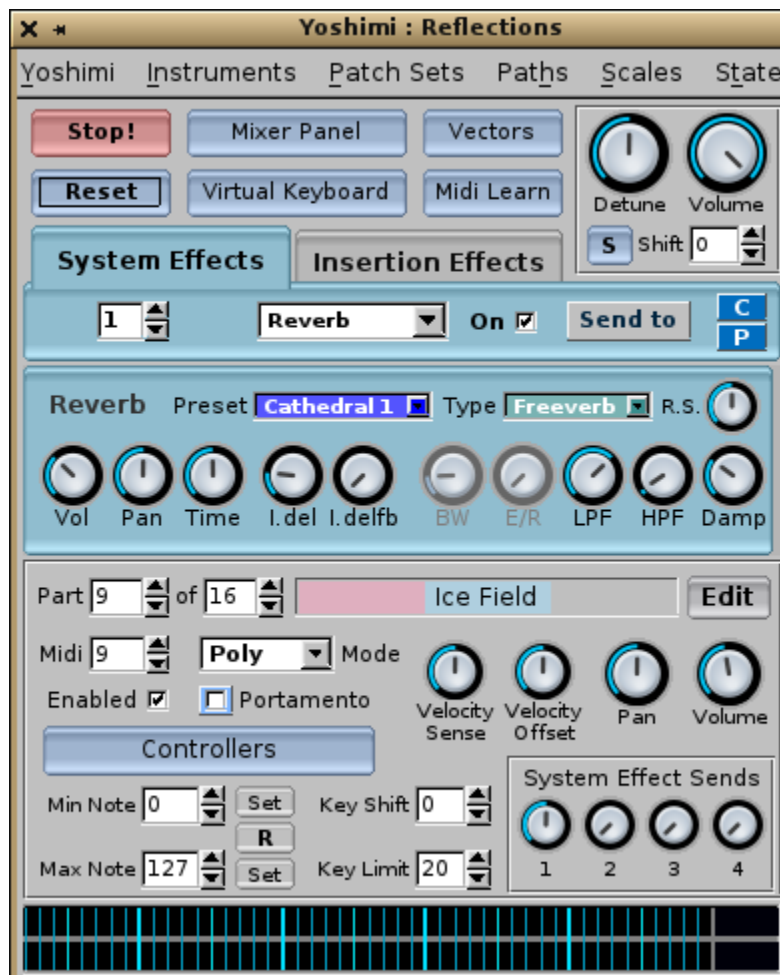 Yoshimi : Reflections
Yoshimi Instruments Patch Sets Paths Scales State
Stop! Mixer Panel Vectors
Reset Virtual Keyboard Midi Learn
Detune Volume
S Shift 0
System Effects Insertion Effects
1 Reverb On Send to C
P
Reverb Preset Cathedral 1 Type Freeverb R.S.
Vol Pan Time I.del I.delfb BW E/R LPF HPF Damp
Part 9 of 16 Ice Field Edit
Midi 9 Poly Mode
Enabled Portamento
Velocity Sense Velocity Offset Pan Volume
Controllers
System Effect Sends
Min Note 0 Set Key Shift 0
R
Max Note 127 Set Key Limit 20
1 2 3 4